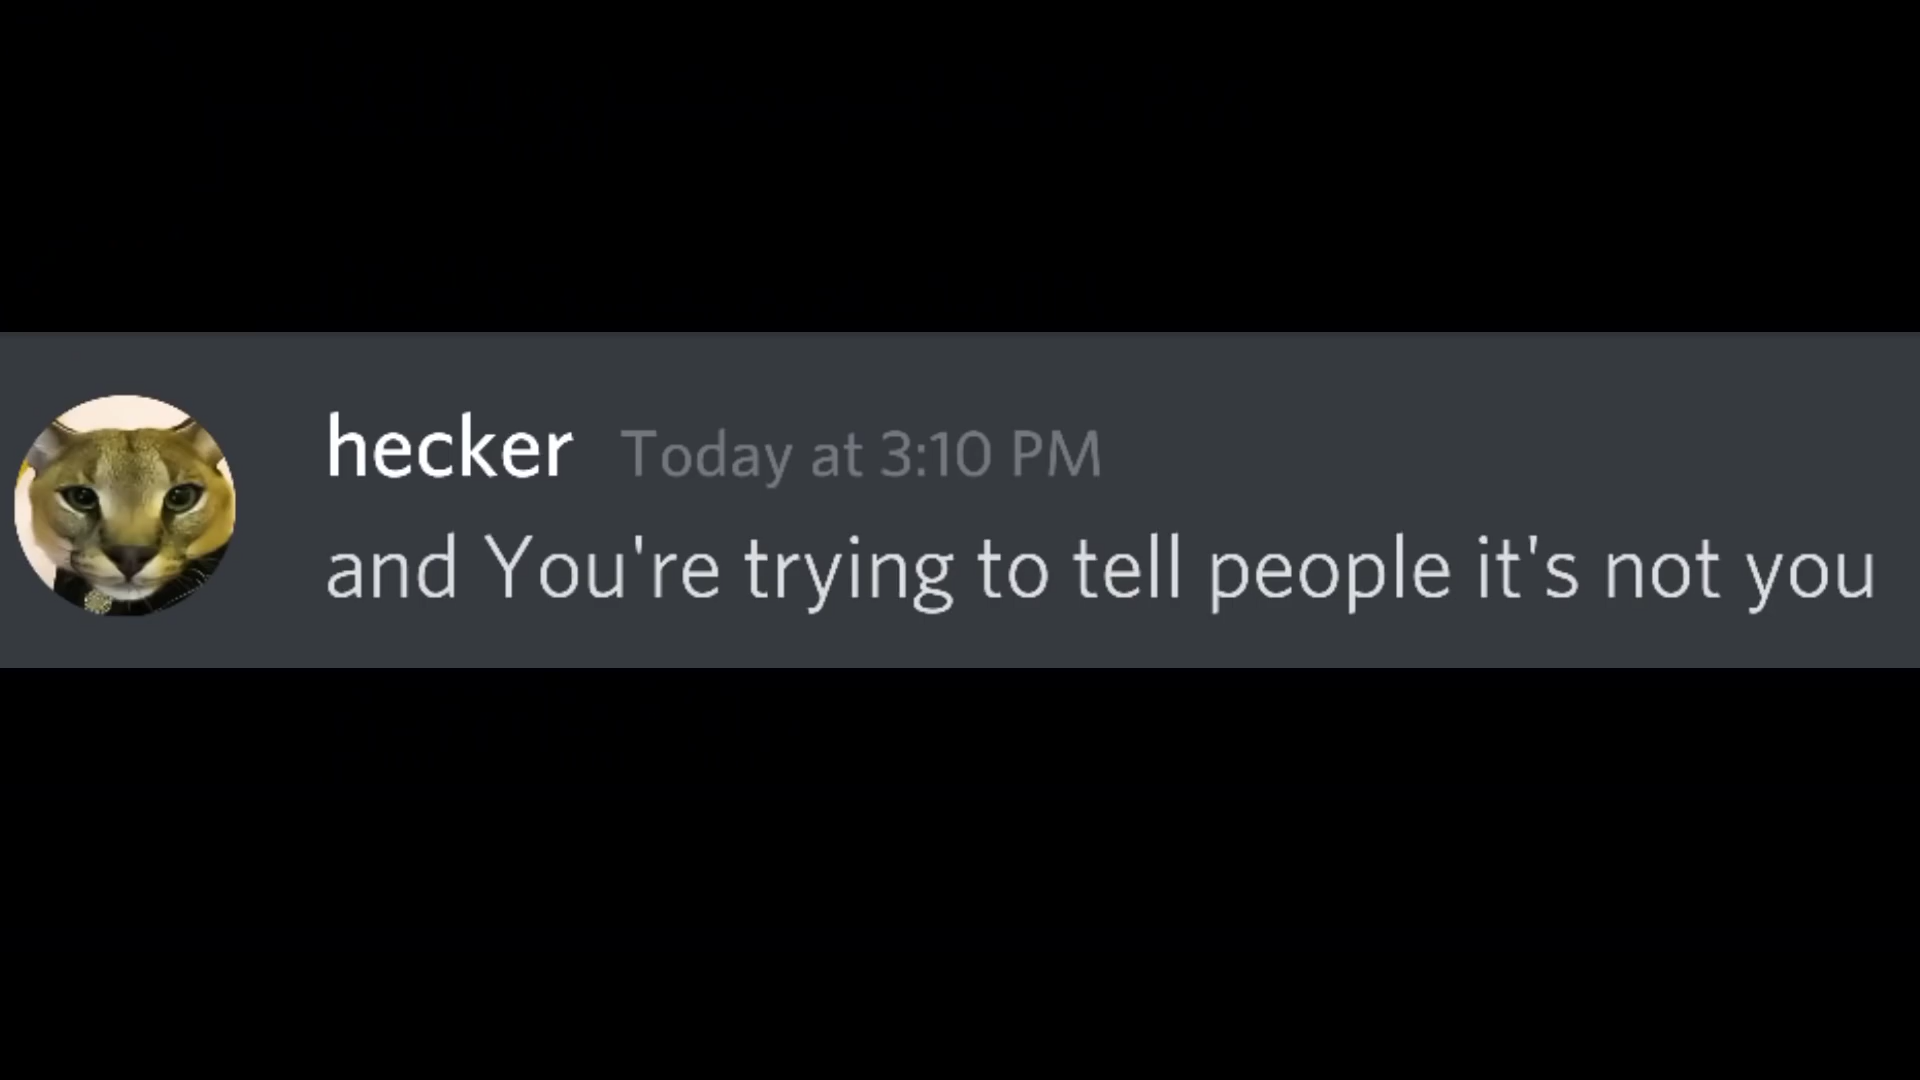 hecker Today at 3:10 PM
and You're trying to tell people it's not you